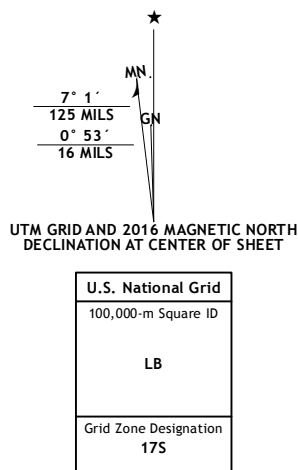 MN
7° 1´
125 MILS
GN
0° 53´
16 MILS
UTM GRID AND 2016 MAGNETIC NORTH
DECLINATION AT CENTER OF SHEET
U.S. National Grid
100,000-m Square ID
LB
Grid Zone Designation
17S